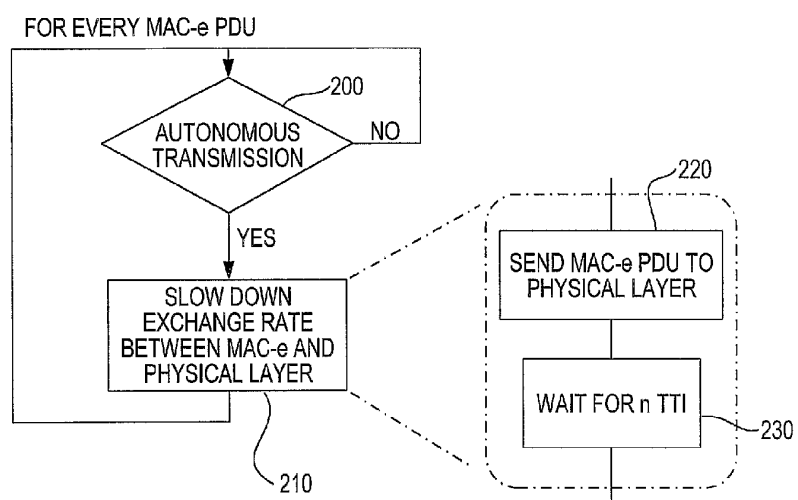 FOR EVERY MAC-e PDU
200
AUTONOMOUS
TRANSMISSION
NO
YES
SLOW DOWN
EXCHANGE RATE
BETWEEN MAC-e AND
PHYSICAL LAYER
210
220
SEND MAC-e PDU TO
PHYSICAL LAYER
WAIT FOR n TTI
230